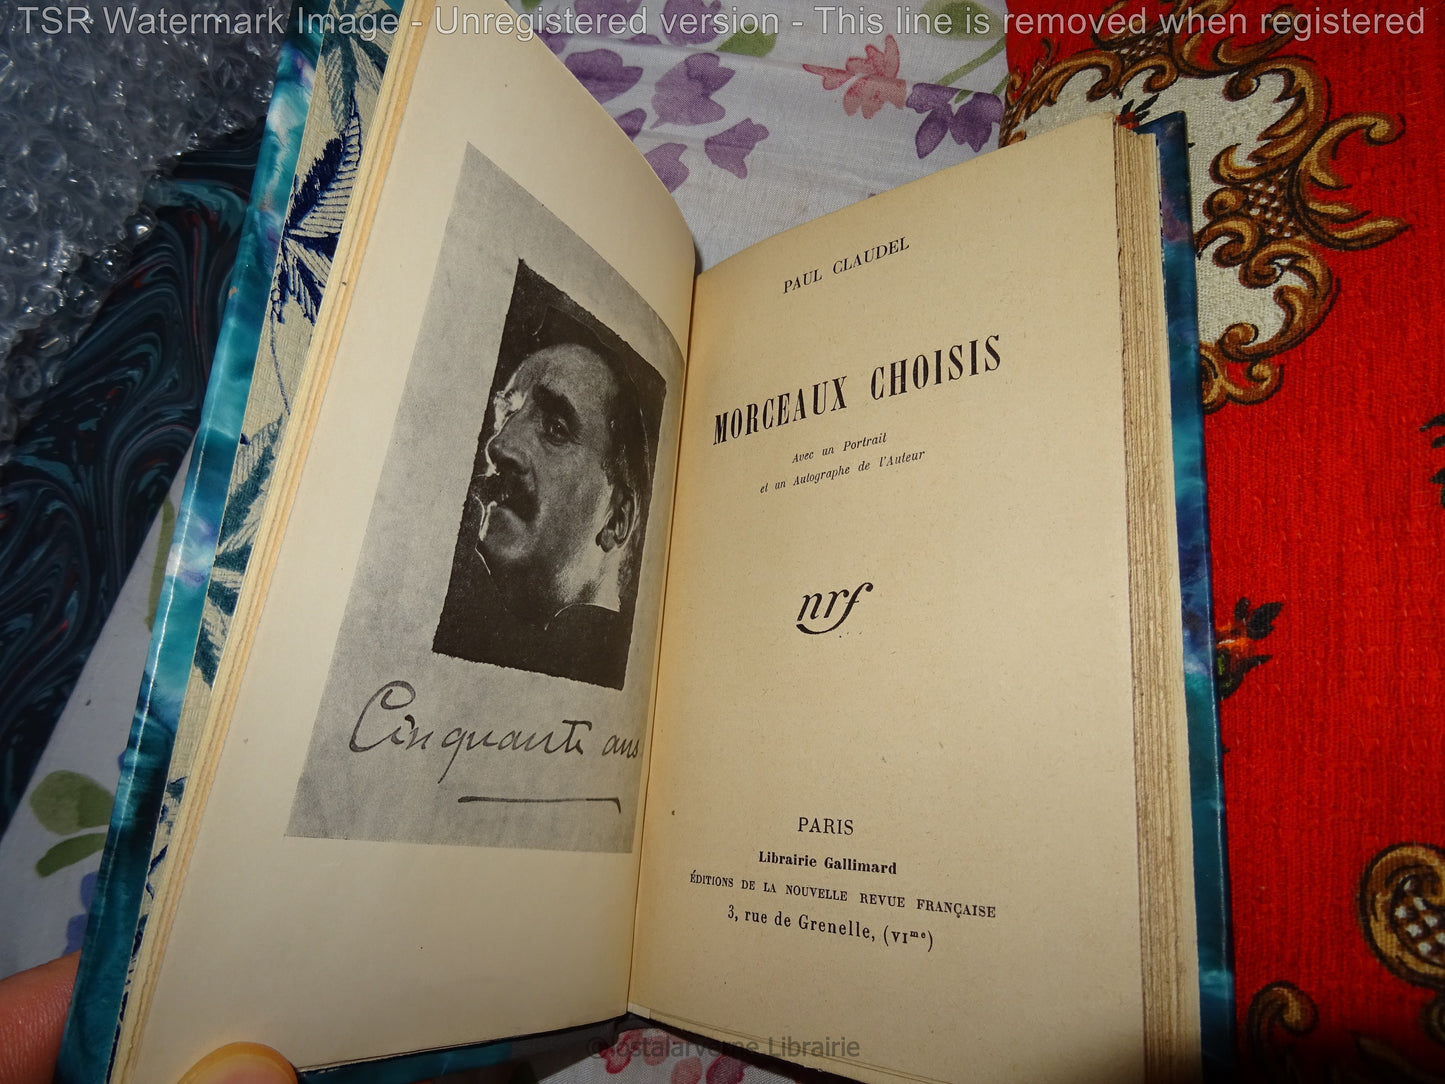 TSR Watermark Image - Unregistered version - This line is removed when registered
Cinquante ans
PAUL CLAUDEL
MORCEAUX CHOISIS
Avec un Portrait
et un Autographe de l'Auteur
nrf
PARIS
Librairie Gallimard
ÉDITIONS DE LA NOUVELLE REVUE FRANÇAISE
3, rue de Grenelle, (VIme)
©Nostalarverne Librairie